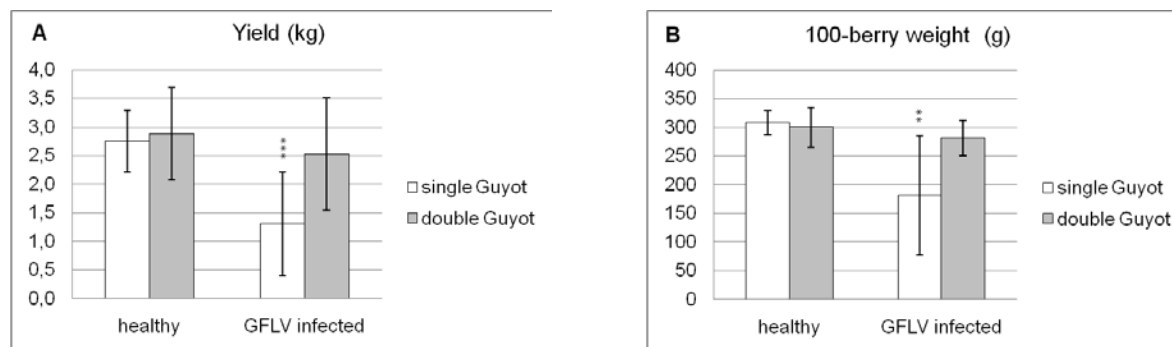 A
Yield (kg)
4,0
3,5
3,0
2,5
2,0
1,5
1,0
0,5
0,0
***
healthy
GFLV infected
single Guyot
double Guyot
B
100-berry weight (g)
400
350
300
250
200
150
100
50
0
**
healthy
GFLV infected
single Guyot
double Guyot